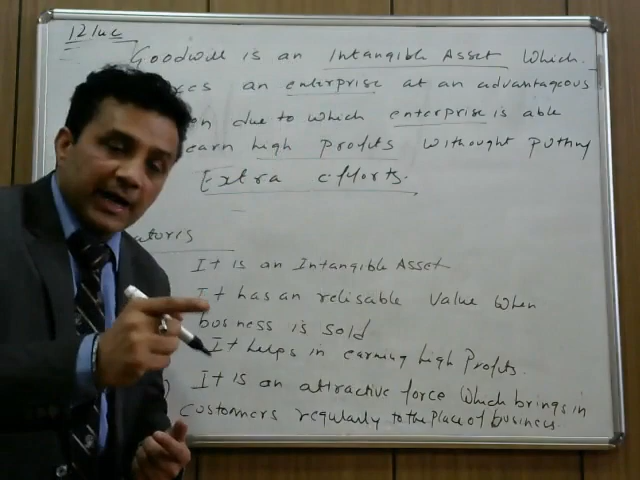 Goodwill is an Intangible Asset Which
an enterprise at an advantageous
due to which enterprise is able
earn high profits withought putting
Extra efforts.
It is an Intangible Asset
It has an relisable value when
business is sold
It helps in earning high Profits.
It is an attractive force which brings in
customers regularly to the Place of business.